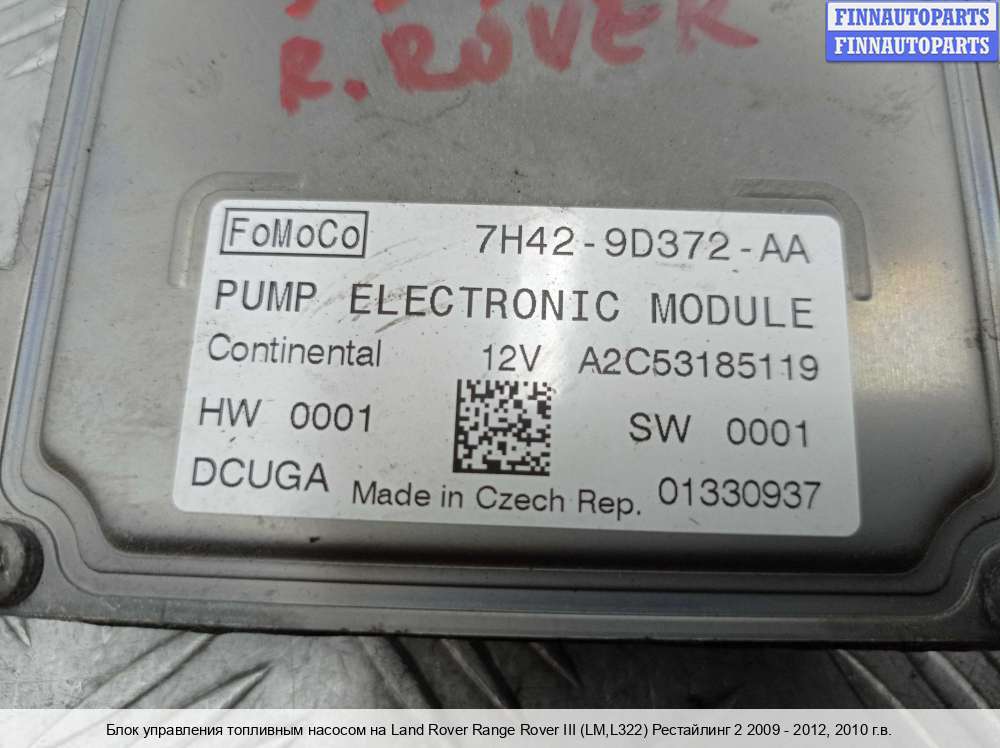 FINNAUTOPARTS
FINNAUTOPARTS
R. ROVER
FoMoCo 7H42-9D372-AA
PUMP ELECTRONIC MODULE
Continental 12V A2C53185119
HW 0001 SW 0001
DCUGA Made in Czech Rep. 01330937
Блок управления топливным насосом на Land Rover Range Rover III (LM,L322) Рестайлинг 2 2009 - 2012, 2010 г.в.